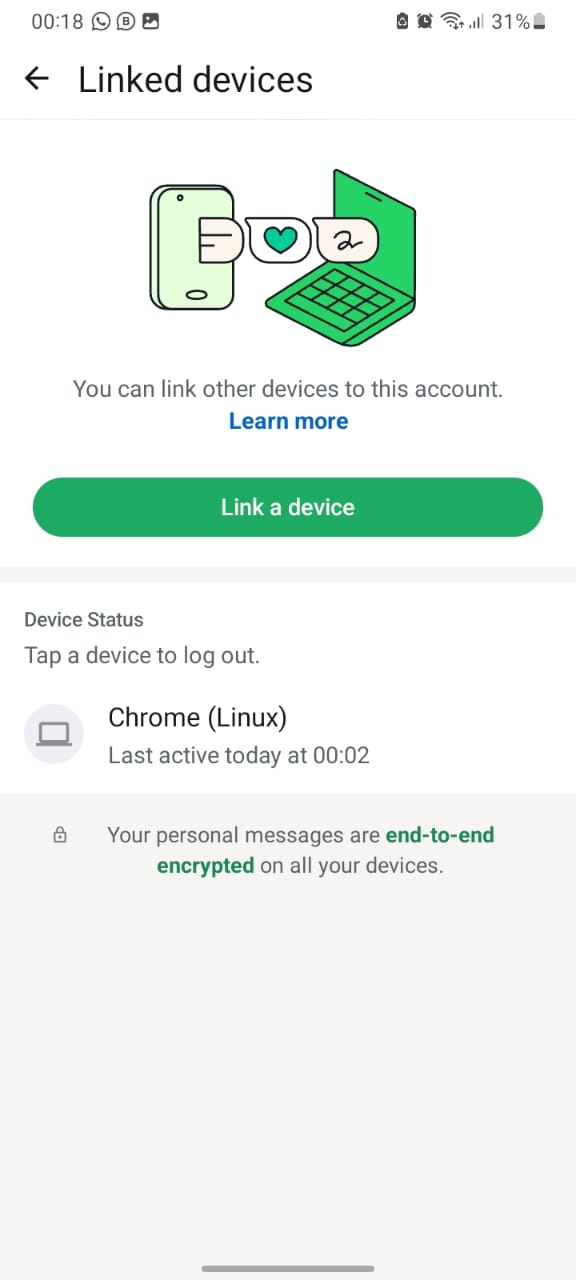 00:18 31%
Linked devices
You can link other devices to this account.
Learn more
Link a device
Device Status
Tap a device to log out.
Chrome (Linux)
Last active today at 00:02
Your personal messages are end-to-end
encrypted on all your devices.